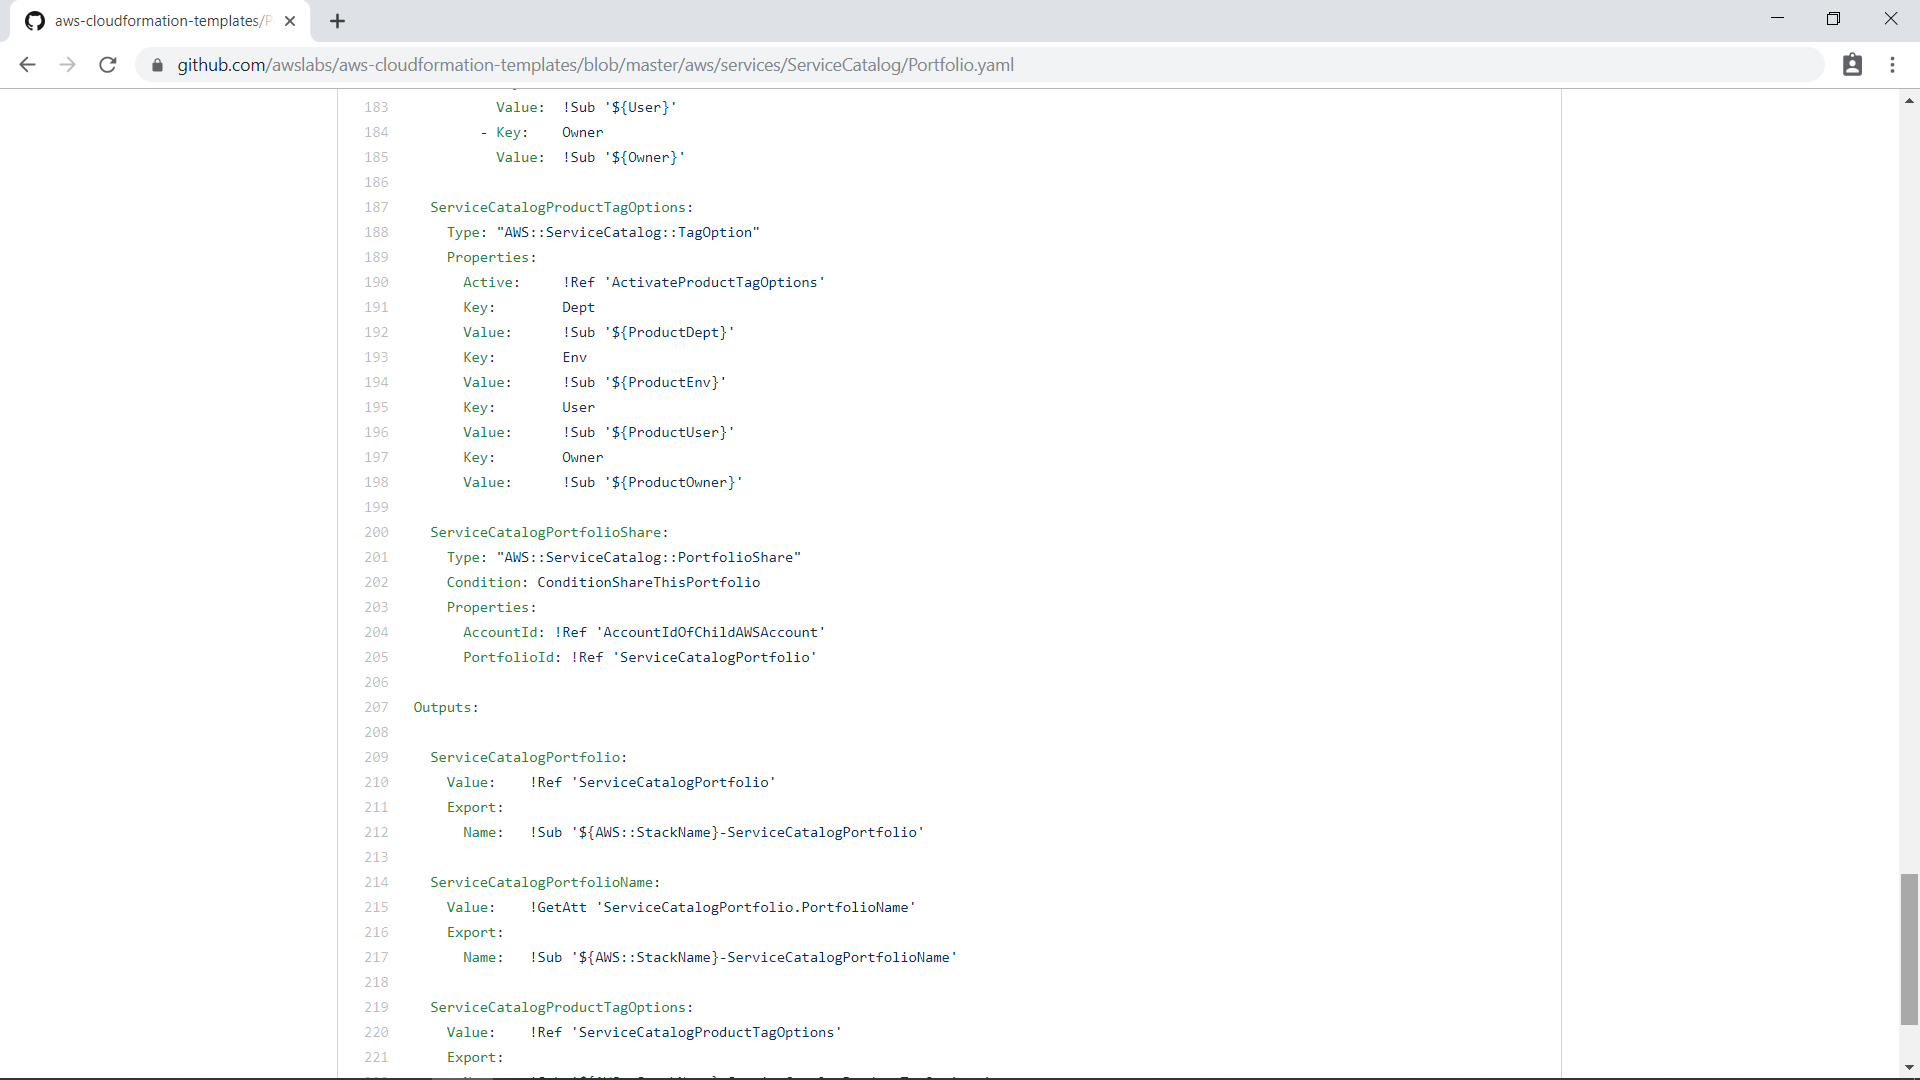 aws-cloudformation-templates/P
github.com/awslabs/aws-cloudformation-templates/blob/master/aws/services/ServiceCatalog/Portfolio.yaml
183 Value: !Sub '${User}'
184 - Key: Owner
185 Value: !Sub '${Owner}'
186
187 ServiceCatalogProductTagOptions:
188 Type: "AWS::ServiceCatalog::TagOption"
189 Properties:
190 Active: !Ref 'ActivateProductTagOptions'
191 Key: Dept
192 Value: !Sub '${ProductDept}'
193 Key: Env
194 Value: !Sub '${ProductEnv}'
195 Key: User
196 Value: !Sub '${ProductUser}'
197 Key: Owner
198 Value: !Sub '${ProductOwner}'
199
200 ServiceCatalogPortfolioShare:
201 Type: "AWS::ServiceCatalog::PortfolioShare"
202 Condition: ConditionShareThisPortfolio
203 Properties:
204 AccountId: !Ref 'AccountIdOfChildAWSAccount'
205 PortfolioId: !Ref 'ServiceCatalogPortfolio'
206
207 Outputs:
208
209 ServiceCatalogPortfolio:
210 Value: !Ref 'ServiceCatalogPortfolio'
211 Export:
212 Name: !Sub '${AWS::StackName}-ServiceCatalogPortfolio'
213
214 ServiceCatalogPortfolioName:
215 Value: !GetAtt 'ServiceCatalogPortfolio.PortfolioName'
216 Export:
217 Name: !Sub '${AWS::StackName}-ServiceCatalogPortfolioName'
218
219 ServiceCatalogProductTagOptions:
220 Value: !Ref 'ServiceCatalogProductTagOptions'
221 Export: